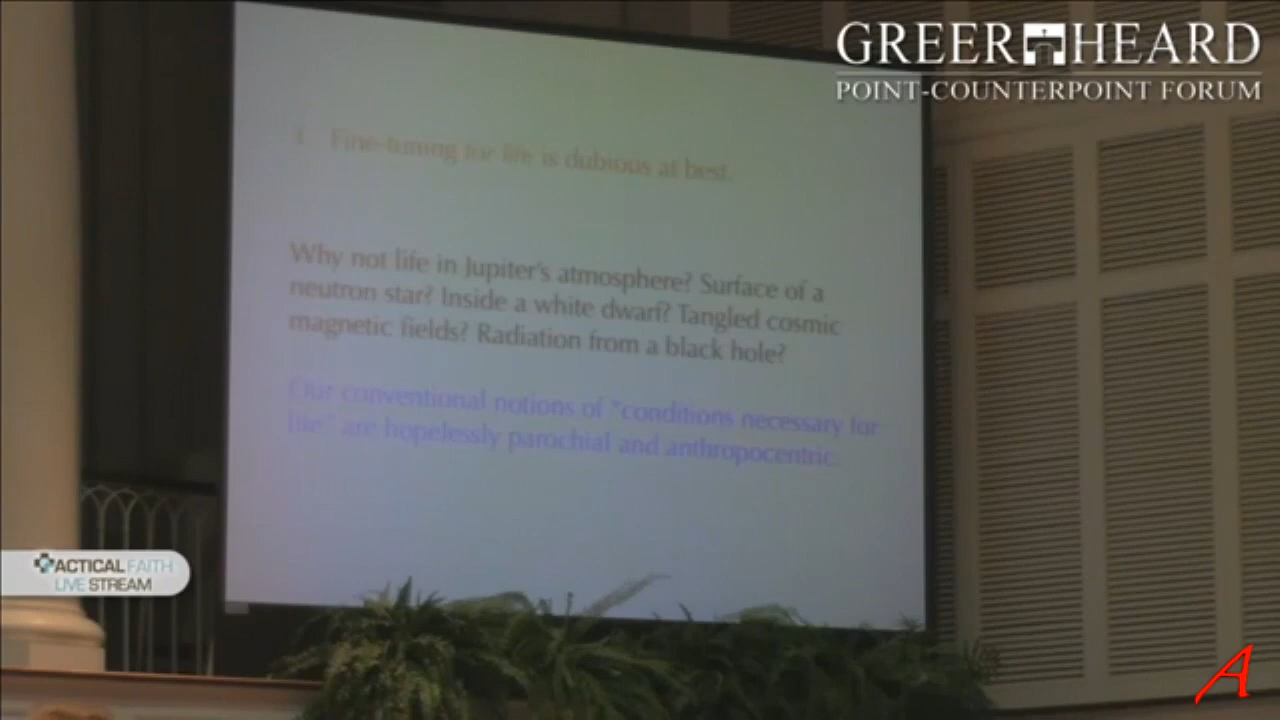 GREER HEARD
POINT-COUNTERPOINT FORUM
Fine-tuning for life is dubious at best.
Why not life in Jupiter's atmosphere? Surface of a
neutron star? Inside a white dwarf? Tangled cosmic
magnetic fields? Radiation from a black hole?
Our conventional notions of "conditions necessary for
life" are hopelessly parochial and anthropocentric.
TACTICAL FAITH
LIVE STREAM
A